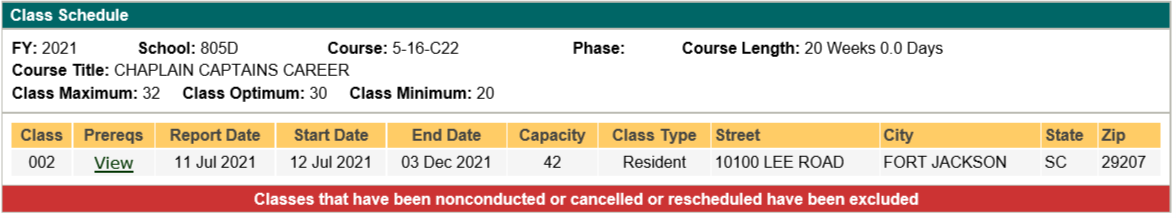 Class Schedule
FY: 2021 School: 805D Course: 5-16-C22 Phase: Course Length: 20 Weeks 0.0 Days
Course Title: CHAPLAIN CAPTAINS CAREER
Class Maximum: 32 Class Optimum: 30 Class Minimum: 20
Class Prereqs Report Date Start Date End Date Capacity Class Type Street City State Zip
002 View 11 Jul 2021 12 Jul 2021 03 Dec 2021 42 Resident 10100 LEE ROAD FORT JACKSON SC 29207
Classes that have been nonconducted or cancelled or rescheduled have been excluded